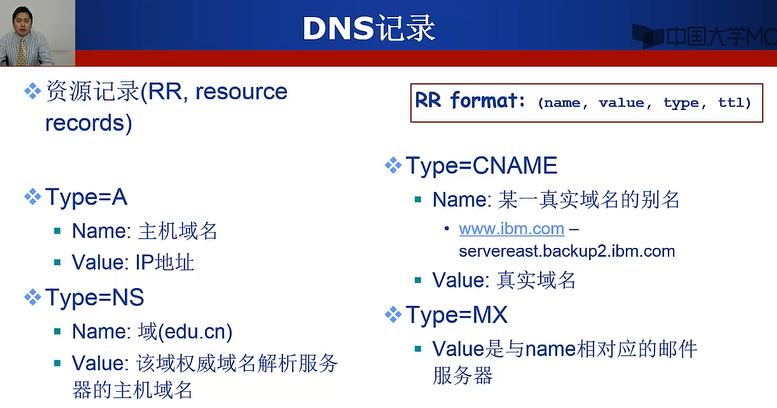 DNS记录
中国大学MO
资源记录(RR, resource
records)
RR format: (name, value, type, ttl)
Type=A
Name: 主机域名
Value: IP地址
Type=NS
Name: 域(edu.cn)
Value: 该域权威域名解析服务
器的主机域名
Type=CNAME
Name: 某一真实域名的别名
www.ibm.com –
servereast.backup2.ibm.com
Value: 真实域名
Type=MX
Value是与name相对应的邮件
服务器